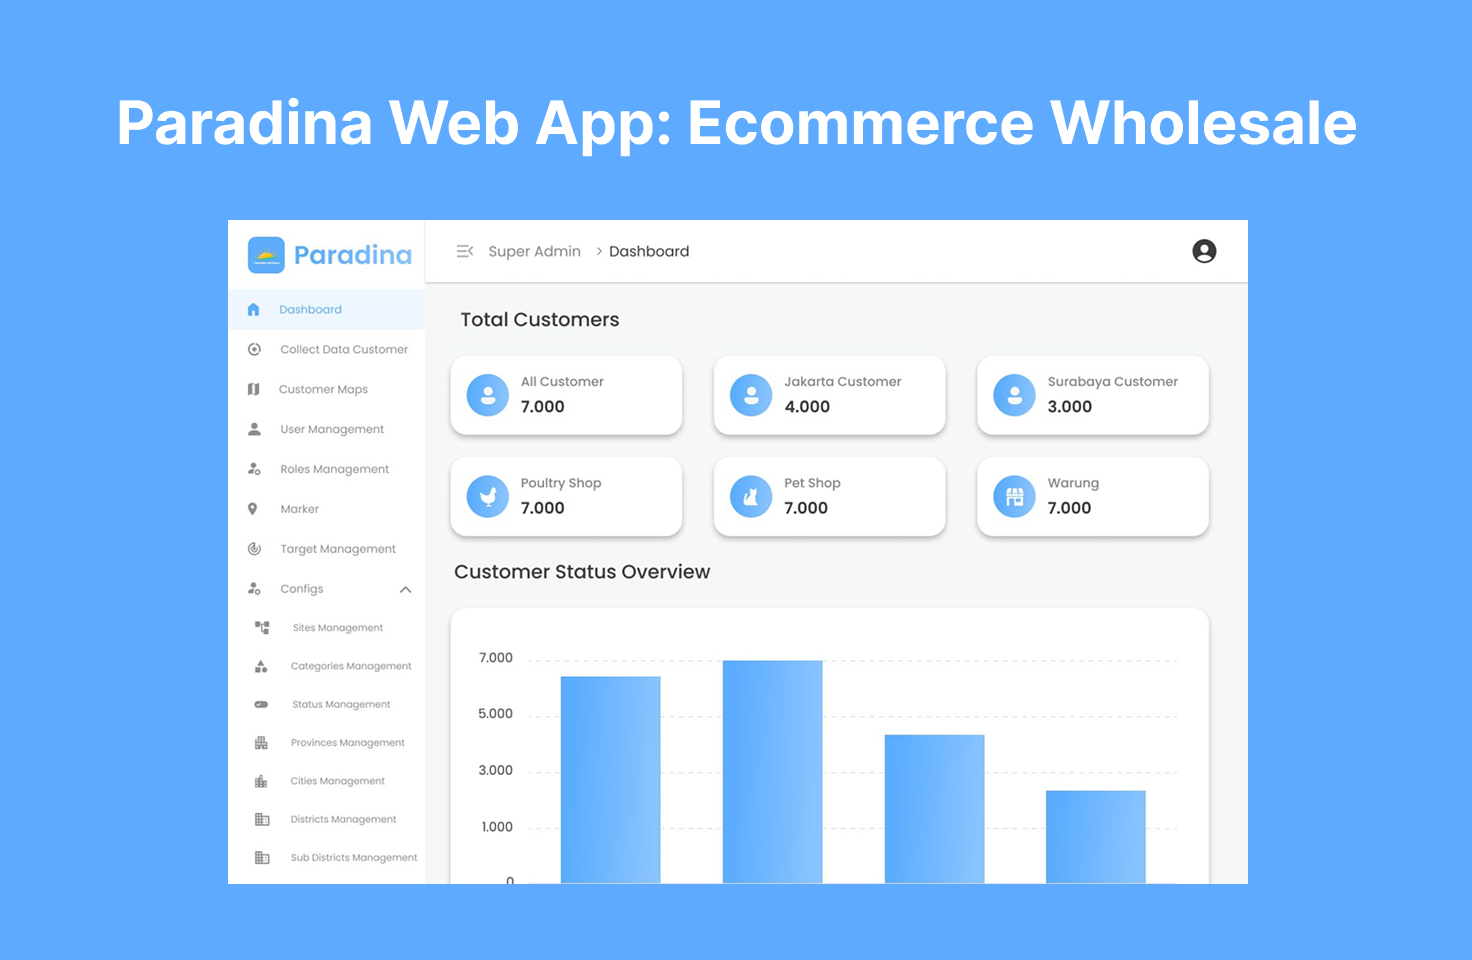 Paradina Web App: Ecommerce Wholesale
Paradina
Super Admin > Dashboard
Dashboard
Collect Data Customer
Customer Maps
User Management
Roles Management
Marker
Target Management
Configs
Sites Management
Categories Management
Status Management
Provinces Management
Cities Management
Districts Management
Sub Districts Management
Total Customers
All Customer
7.000
Jakarta Customer
4.000
Surabaya Customer
3.000
Poultry Shop
7.000
Pet Shop
7.000
Warung
7.000
Customer Status Overview
7.000
5.000
3.000
1.000
0